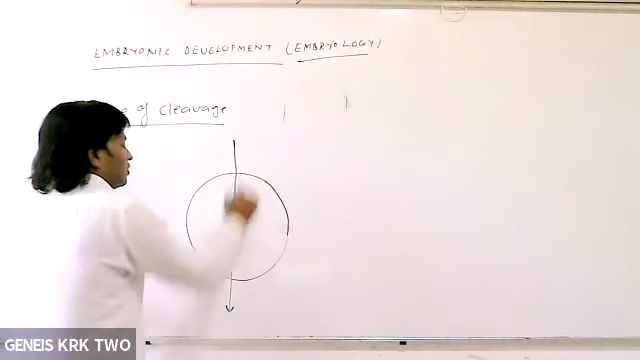 EMBRYONIC DEVELOPMENT (EMBRYOLOGY)
of Cleavage
GENEIS KRK TWO